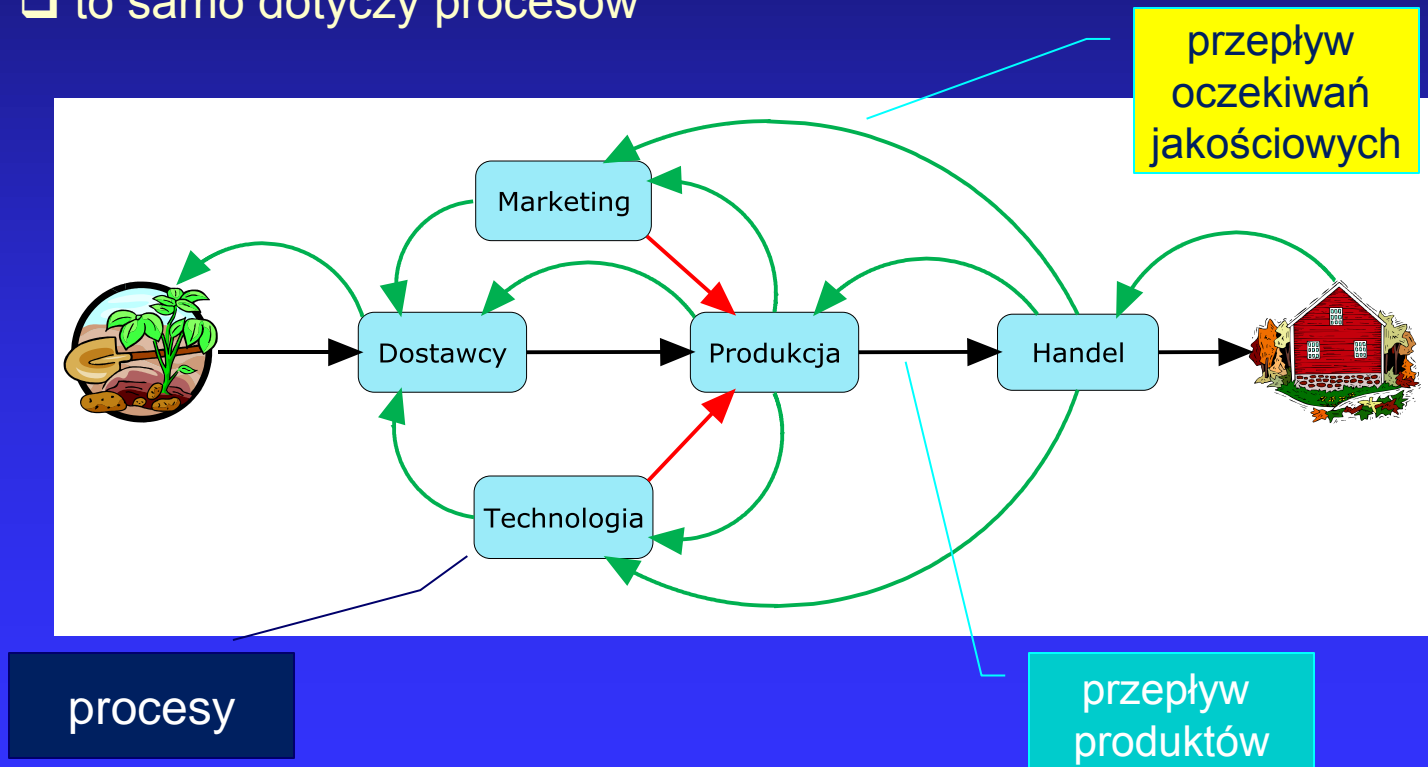 to samo dotyczy procesów
przepływ
oczekiwań
jakościowych
Marketing
Dostawcy
Produkcja
Handel
Technologia
procesy
przepływ
produktów